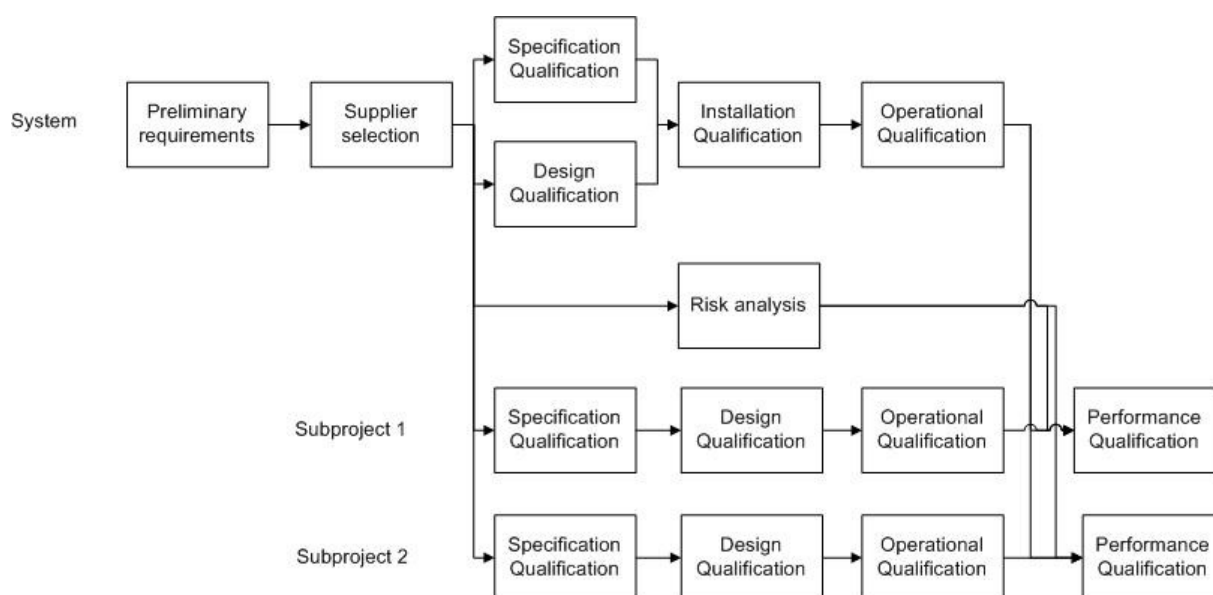 System
Preliminary
requirements
Supplier
selection
Specification
Qualification
Design
Qualification
Installation
Qualification
Operational
Qualification
Risk analysis
Subproject 1
Specification
Qualification
Design
Qualification
Operational
Qualification
Performance
Qualification
Subproject 2
Specification
Qualification
Design
Qualification
Operational
Qualification
Performance
Qualification